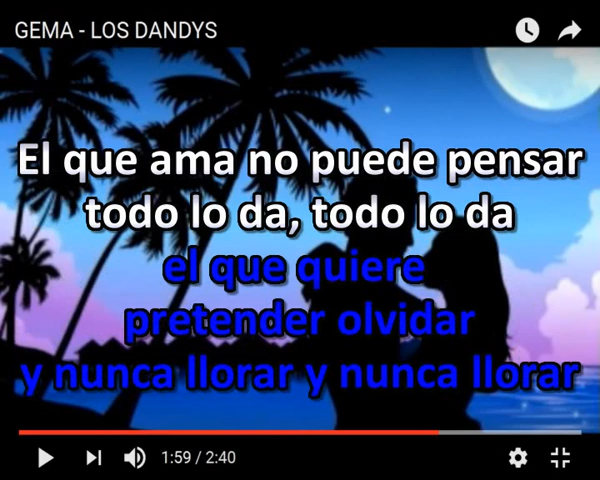 GEMA - LOS DANDYS
El que ama no puede pensar
todo lo da, todo lo da
el que quiere
pretender olvidar
y nunca llorar y nunca llorar
1:59 / 2:40